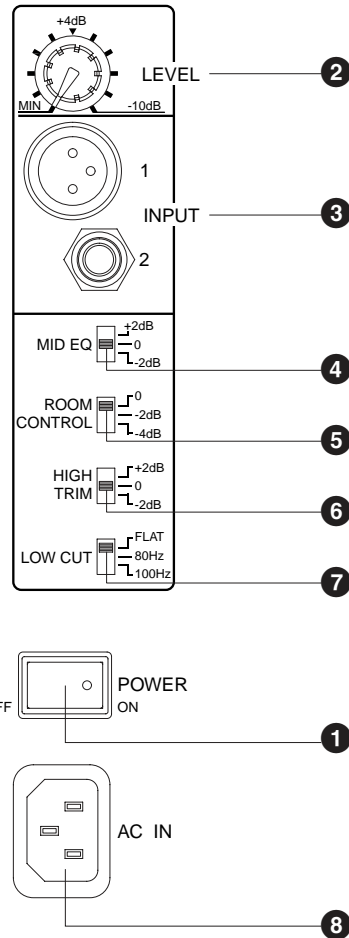 +4dB
LEVEL
2
MIN
-10dB
1
INPUT
3
2
+2dB
MID EQ
0
-2dB
4
0
ROOM
CONTROL
-2dB
-4dB
5
+2dB
HIGH
TRIM
0
-2dB
6
FLAT
LOW CUT
80Hz
100Hz
7
POWER
ON
1
AC IN
8